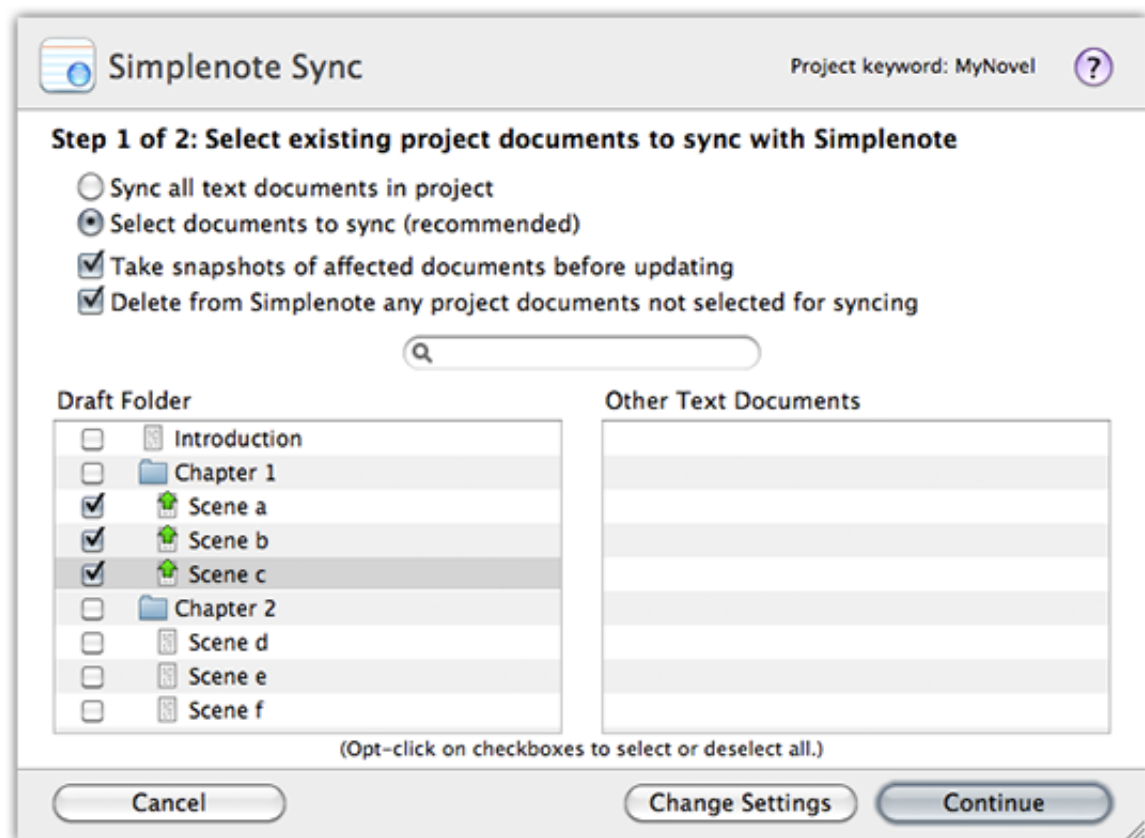 Simplenote Sync
Project keyword: MyNovel
?
Step 1 of 2: Select existing project documents to sync with Simplenote
Sync all text documents in project
Select documents to sync (recommended)
Take snapshots of affected documents before updating
Delete from Simplenote any project documents not selected for syncing
Draft Folder
Introduction
Chapter 1
Scene a
Scene b
Scene c
Chapter 2
Scene d
Scene e
Scene f
Other Text Documents
(Opt-click on checkboxes to select or deselect all.)
Cancel
Change Settings
Continue